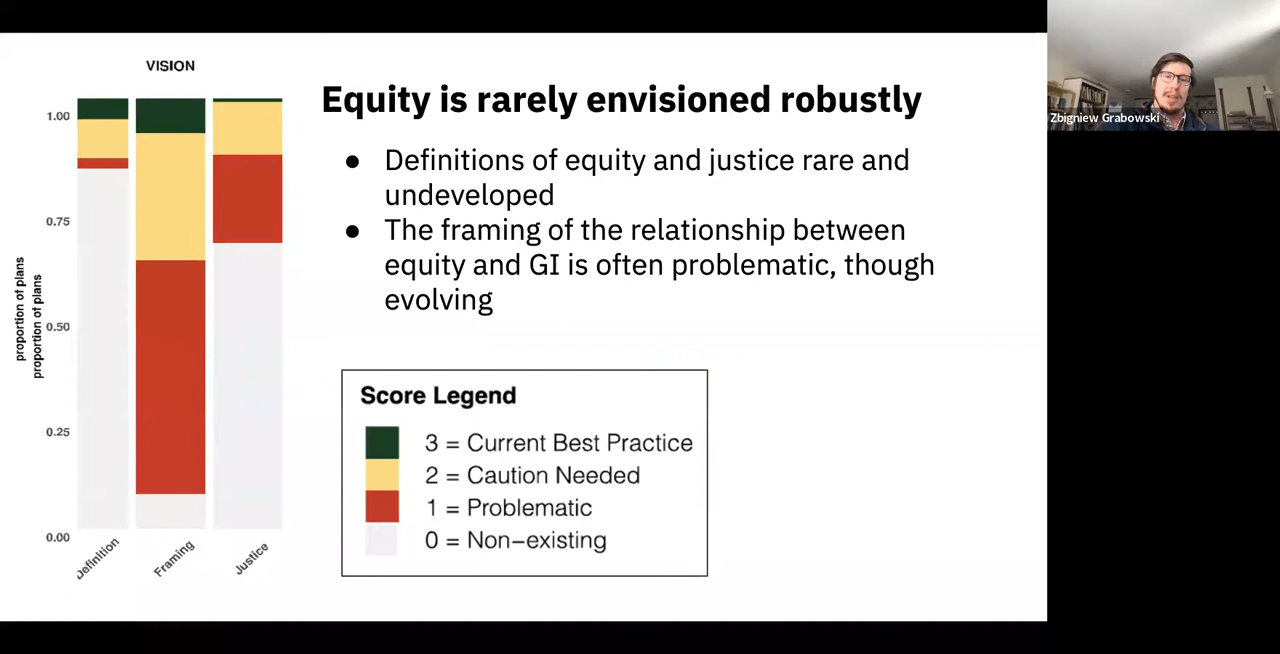 VISION
1.00
0.75
0.50
0.25
0.00
proportion of plans
proportion of plans
Definition
Framing
Justice
Equity is rarely envisioned robustly
● Definitions of equity and justice rare and
undeveloped
● The framing of the relationship between
equity and GI is often problematic, though
evolving
Score Legend
3 = Current Best Practice
2 = Caution Needed
1 = Problematic
0 = Non-existing
Zbigniew Grabowski